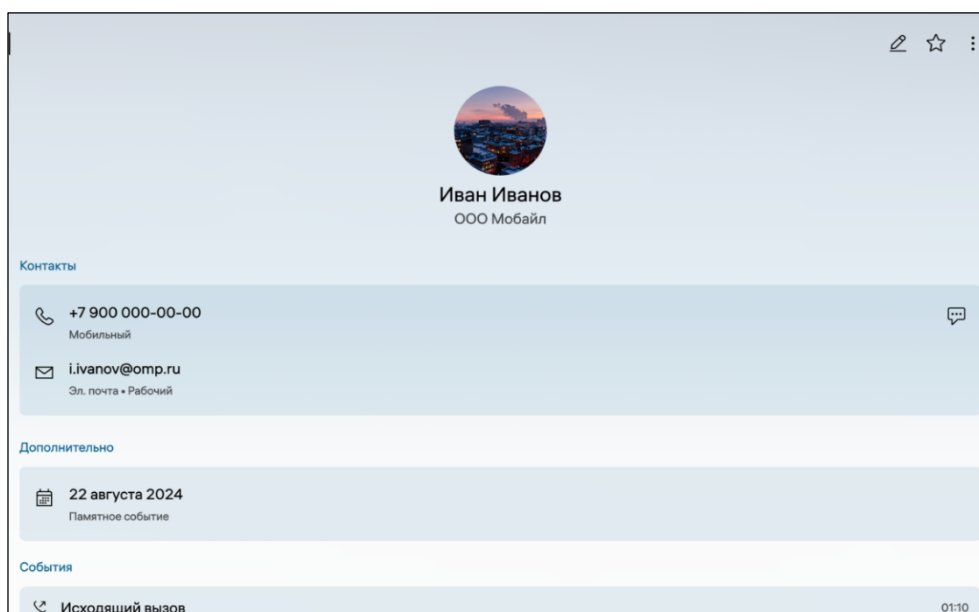 Иван Иванов
ООО Мобайл
Контакты
+7 900 000-00-00
Мобильный
i.ivanov@omp.ru
Эл. почта • Рабочий
Дополнительно
22 августа 2024
Памятное событие
События
Исходящий вызов 01:10